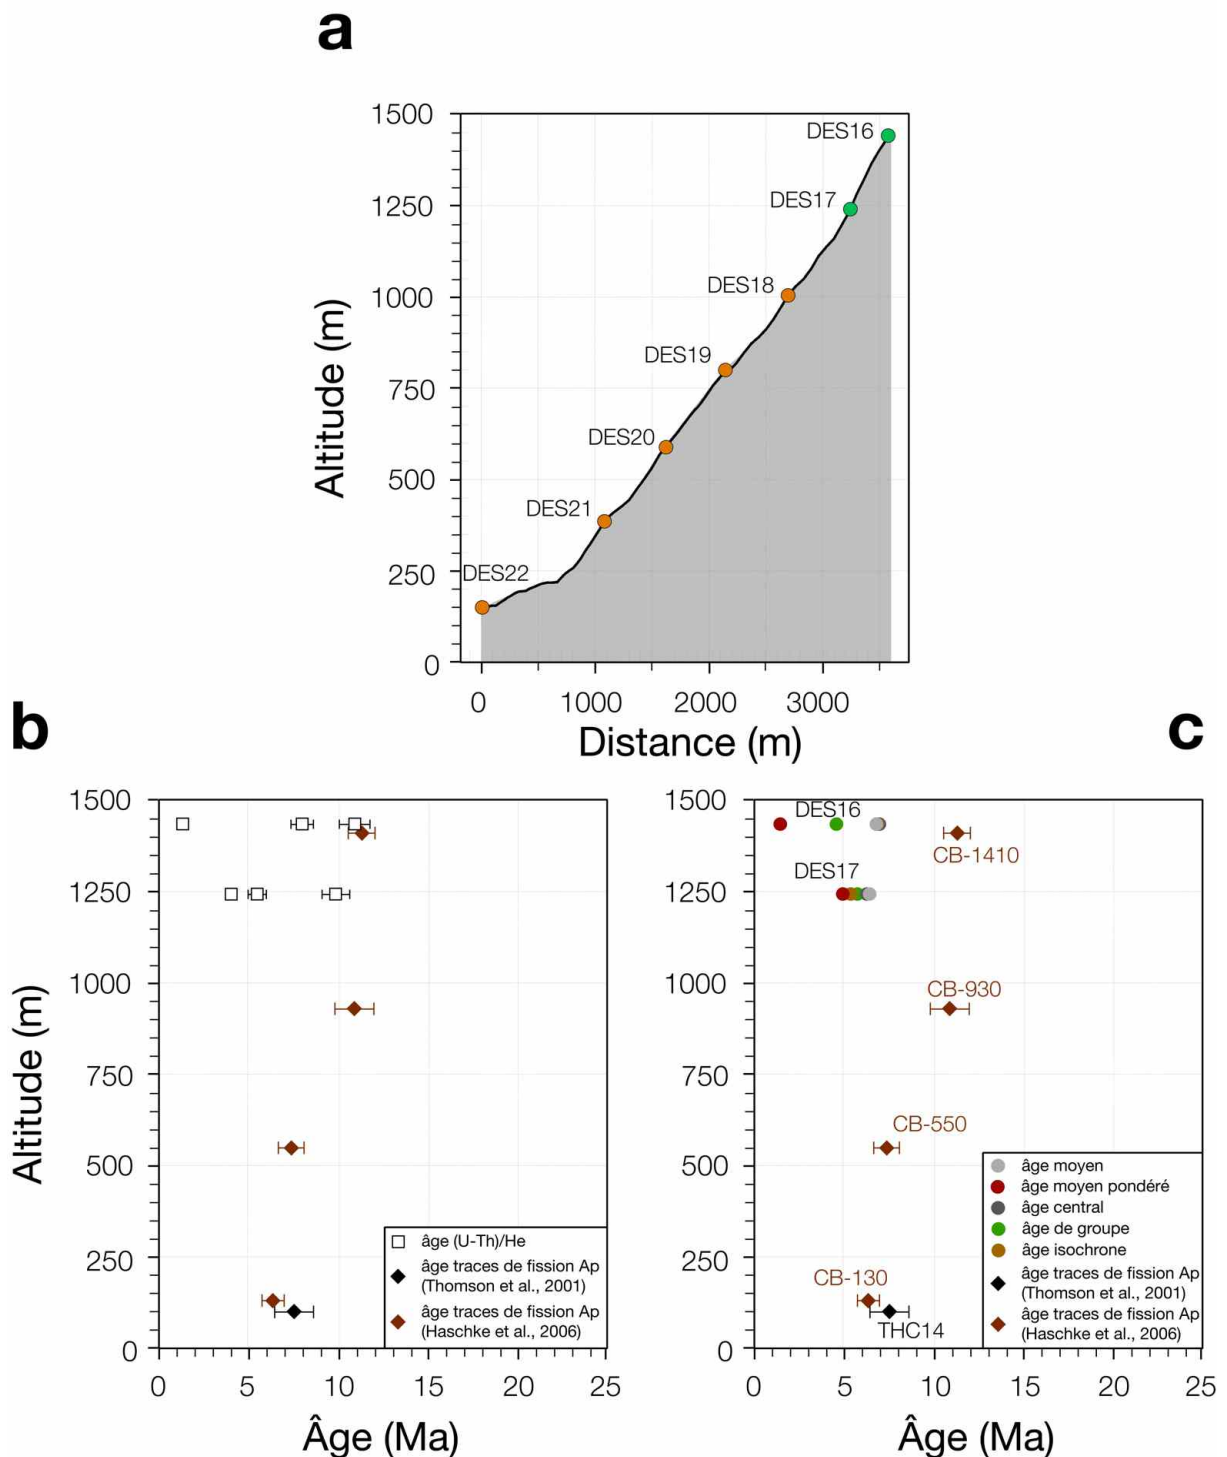 a
1500
1250
1000
750
500
250
0
Altitude (m)
DES16
DES17
DES18
DES19
DES20
DES21
DES22
0 1000 2000 3000
Distance (m)
b
1500
1250
1000
750
500
250
0
Altitude (m)
âge (U-Th)/He
âge traces de fission Ap
(Thomson et al., 2001)
âge traces de fission Ap
(Haschke et al., 2006)
0 5 10 15 20 25
Âge (Ma)
c
1500
1250
1000
750
500
250
0
DES16
CB-1410
DES17
CB-930
CB-550
CB-130
THC14
âge moyen
âge moyen pondéré
âge central
âge de groupe
âge isochrone
âge traces de fission Ap
(Thomson et al., 2001)
âge traces de fission Ap
(Haschke et al., 2006)
0 5 10 15 20 25
Âge (Ma)